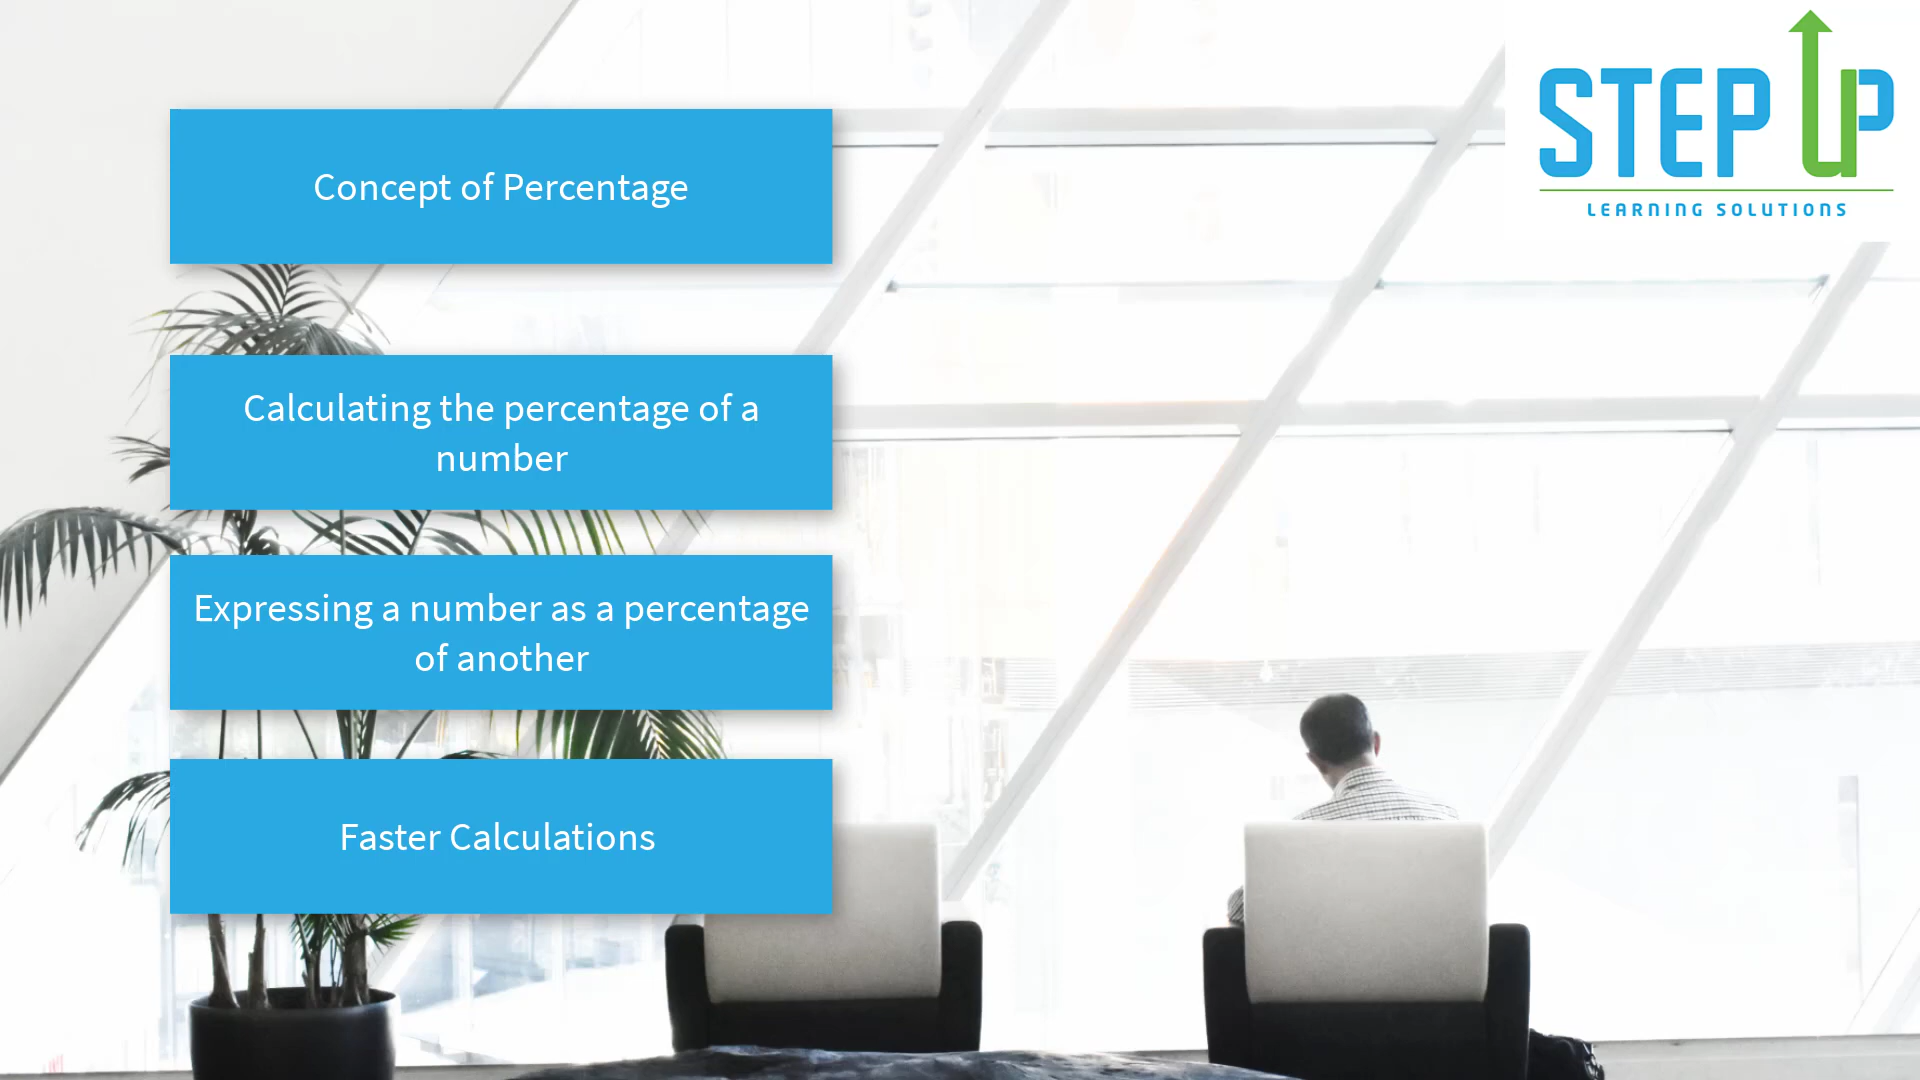 Concept of Percentage
Calculating the percentage of a
number
Expressing a number as a percentage
of another
Faster Calculations
STEP UP
LEARNING SOLUTIONS